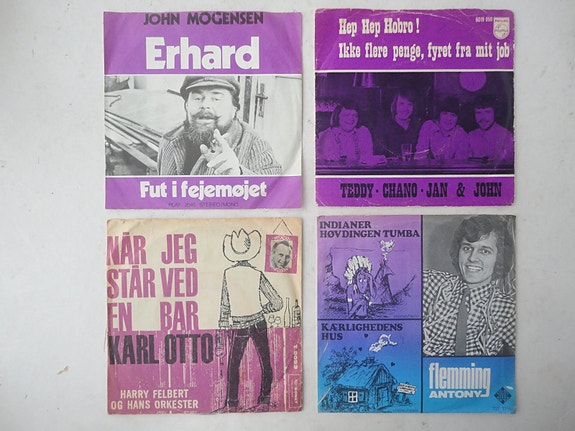 JOHN MOGENSEN
Erhard
Fut i fejemøjet
Hep Hep Hobro !
Ikke flere penge, fyret fra mit job
PHILIPS
TEDDY · CHANO · JAN & JOHN
NÅR JEG
STÅR VED
EN BAR
KARL OTTO
HARRY FELBERT
OG HANS ORKESTER
INDIANER
HØVDINGEN TUMBA
KÆRLIGHEDENS
HUS
flemming
ANTONY